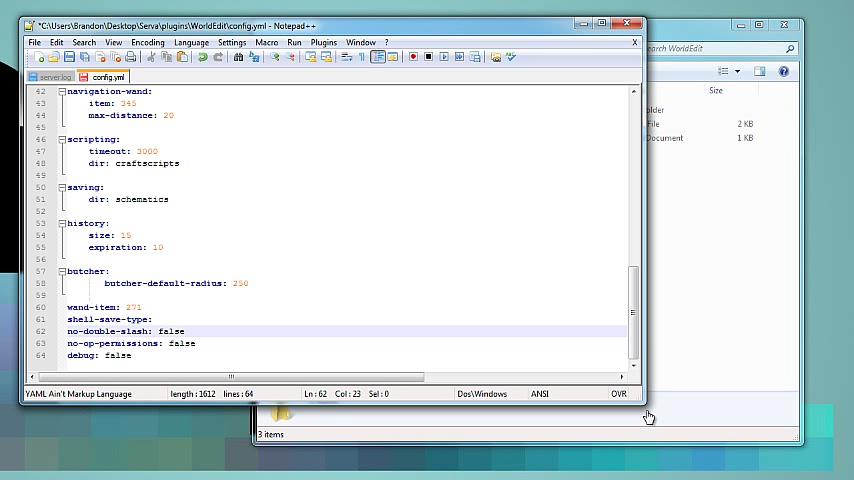 *C:\Users\Brandon\Desktop\Serva\plugins\WorldEdit\config.yml - Notepad++
File Edit Search View Encoding Language Settings Macro Run Plugins Window ? X
server.log config.yml
42 navigation-wand:
43 item: 345
44 max-distance: 20
45
46 scripting:
47 timeout: 3000
48 dir: craftscripts
49
50 saving:
51 dir: schematics
52
53 history:
54 size: 15
55 expiration: 10
56
57 butcher:
58 butcher-default-radius: 250
59
60 wand-item: 271
61 shell-save-type:
62 no-double-slash: false
63 no-op-permissions: false
64 debug: false
YAML Ain't Markup Language length : 1612 lines : 64 Ln : 62 Col : 23 Sel : 0 Dos\Windows ANSI OVR
earch WorldEdit
Size
older
File 2 KB
Document 1 KB
3 items